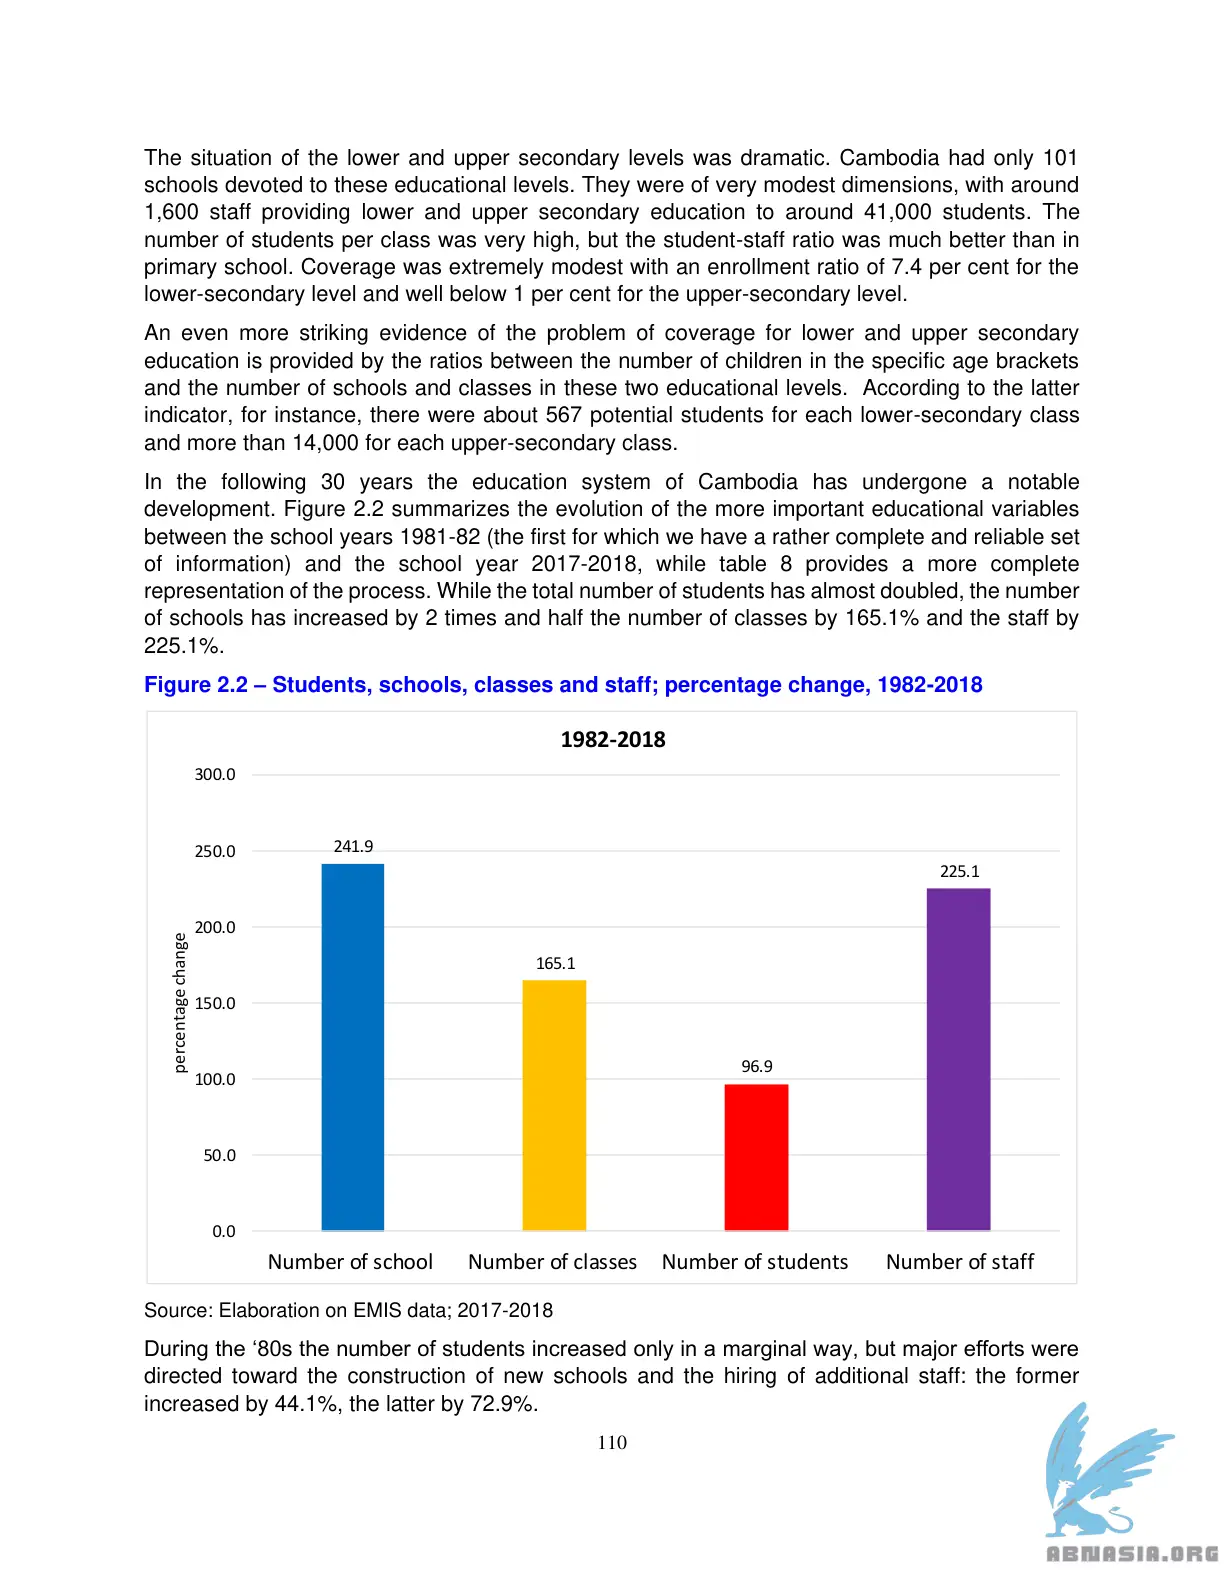 The situation of the lower and upper secondary levels was dramatic. Cambodia had only 101
schools devoted to these educational levels. They were of very modest dimensions, with around
1,600 staff providing lower and upper secondary education to around 41,000 students. The
number of students per class was very high, but the student-staff ratio was much better than in
primary school. Coverage was extremely modest with an enrollment ratio of 7.4 per cent for the
lower-secondary level and well below 1 per cent for the upper-secondary level.
An even more striking evidence of the problem of coverage for lower and upper secondary
education is provided by the ratios between the number of children in the specific age brackets
and the number of schools and classes in these two educational levels.  According to the latter
indicator, for instance, there were about 567 potential students for each lower-secondary class
and more than 14,000 for each upper-secondary class.
In the following 30 years the education system of Cambodia has undergone a notable
development. Figure 2.2 summarizes the evolution of the more important educational variables
between the school years 1981-82 (the first for which we have a rather complete and reliable set
of information) and the school year 2017-2018, while table 8 provides a more complete
representation of the process. While the total number of students has almost doubled, the number
of schools has increased by 2 times and half the number of classes by 165.1% and the staff by
225.1%.
Figure 2.2 – Students, schools, classes and staff; percentage change, 1982-2018
1982-2018
percentage change
300.0
250.0
200.0
150.0
100.0
50.0
0.0
241.9
165.1
96.9
225.1
Number of school
Number of classes
Number of students
Number of staff
Source: Elaboration on EMIS data; 2017-2018
During the ‘80s the number of students increased only in a marginal way, but major efforts were
directed toward the construction of new schools and the hiring of additional staff: the former
increased by 44.1%, the latter by 72.9%.
110
ABNASIA.ORG